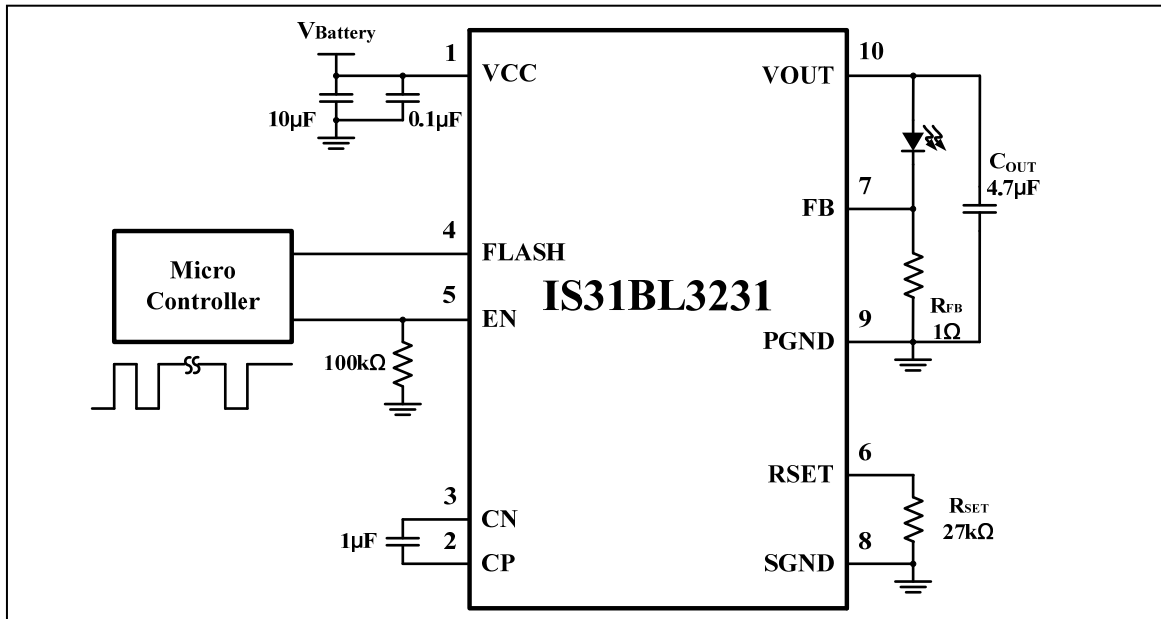 VBattery
1
VCC
10µF
0.1µF
4
FLASH
Micro
Controller
5
EN
100kΩ
3
CN
1µF
2
CP
IS31BL3231
10
VOUT
COUT
4.7µF
7
FB
RFB
1Ω
9
PGND
6
RSET
RSET
27kΩ
8
SGND